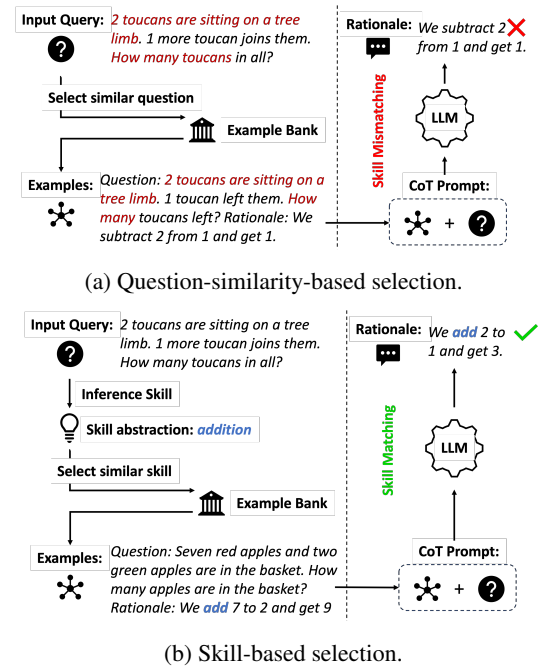 Input Query:
2 toucans are sitting on a tree
limb. 1 more toucan joins them.
How many toucans in all?
Select similar question
Example Bank
Examples:
Question: 2 toucans are sitting on a
tree limb. 1 toucan left them. How
many toucans left? Rationale: We
subtract 2 from 1 and get 1.
Rationale:
We subtract 2
from 1 and get 1.
Skill Mismatching
LLM
CoT Prompt:
+
?
(a) Question-similarity-based selection.
Input Query:
2 toucans are sitting on a tree
limb. 1 more toucan joins them.
How many toucans in all?
Inference Skill
Skill abstraction: addition
Select similar skill
Example Bank
Examples:
Question: Seven red apples and two
green apples are in the basket. How
many apples are in the basket?
Rationale: We add 7 to 2 and get 9
Rationale:
We add 2 to
1 and get 3.
Skill Matching
LLM
CoT Prompt:
+
?
(b) Skill-based selection.